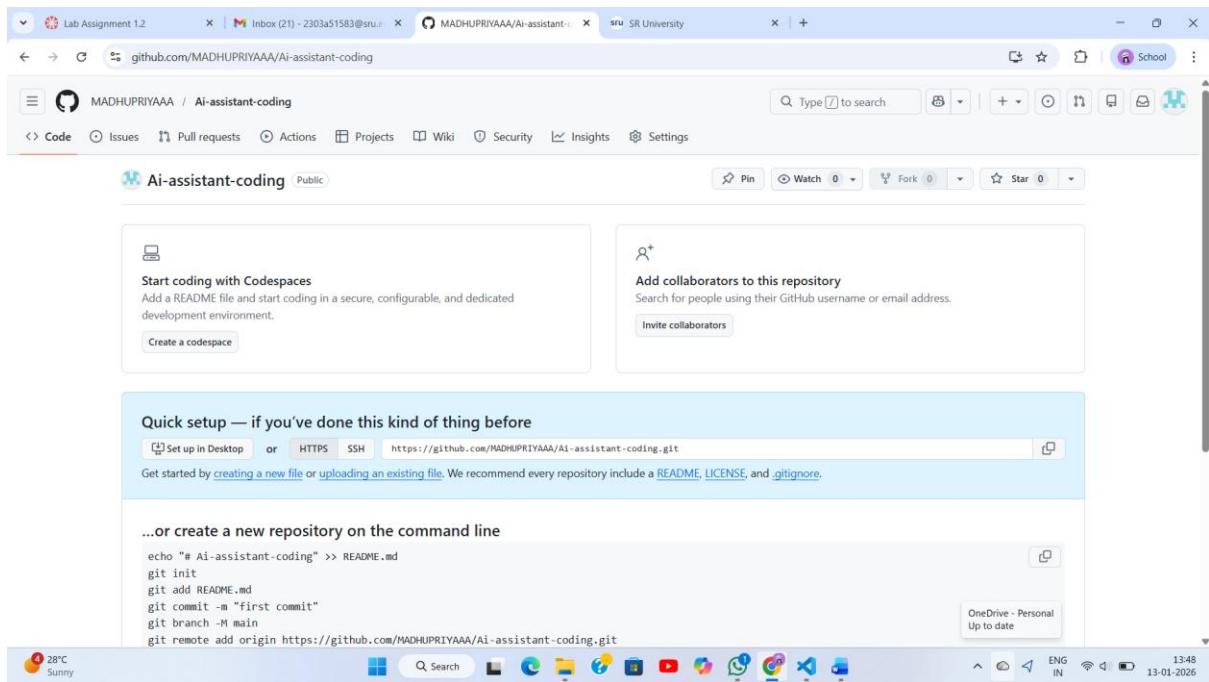 Lab Assignment 1.2
Inbox (21) - 2303a51583@sru.e
MADHUPRIYAAA/Ai-assistant-c
sru SR University
github.com/MADHUPRIYAAA/Ai-assistant-coding
School
MADHUPRIYAAA / Ai-assistant-coding
Type / to search
<> Code
Issues
Pull requests
Actions
Projects
Wiki
Security
Insights
Settings
Ai-assistant-coding Public
Pin
Watch 0
Fork 0
Star 0
Start coding with Codespaces
Add a README file and start coding in a secure, configurable, and dedicated
development environment.
Create a codespace
Add collaborators to this repository
Search for people using their GitHub username or email address.
Invite collaborators
Quick setup — if you've done this kind of thing before
Set up in Desktop or HTTPS SSH https://github.com/MADHUPRIYAAA/Ai-assistant-coding.git
Get started by creating a new file or uploading an existing file. We recommend every repository include a README, LICENSE, and .gitignore.
...or create a new repository on the command line
echo "# Ai-assistant-coding" >> README.md
git init
git add README.md
git commit -m "first commit"
git branch -M main
git remote add origin https://github.com/MADHUPRIYAAA/Ai-assistant-coding.git
OneDrive - Personal
Up to date
4
28°C
Sunny
Search
ENG
IN
13:48
13-01-2026